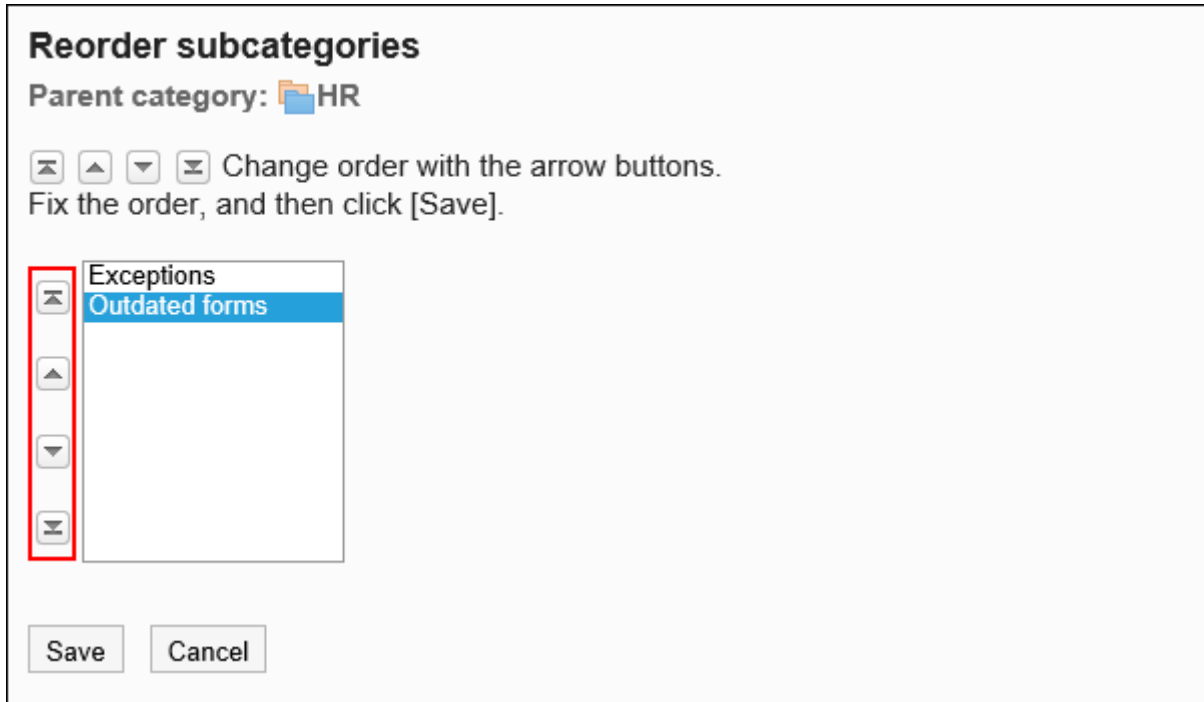 Reorder subcategories
Parent category: HR
Change order with the arrow buttons.
Fix the order, and then click [Save].
Exceptions
Outdated forms
Save Cancel